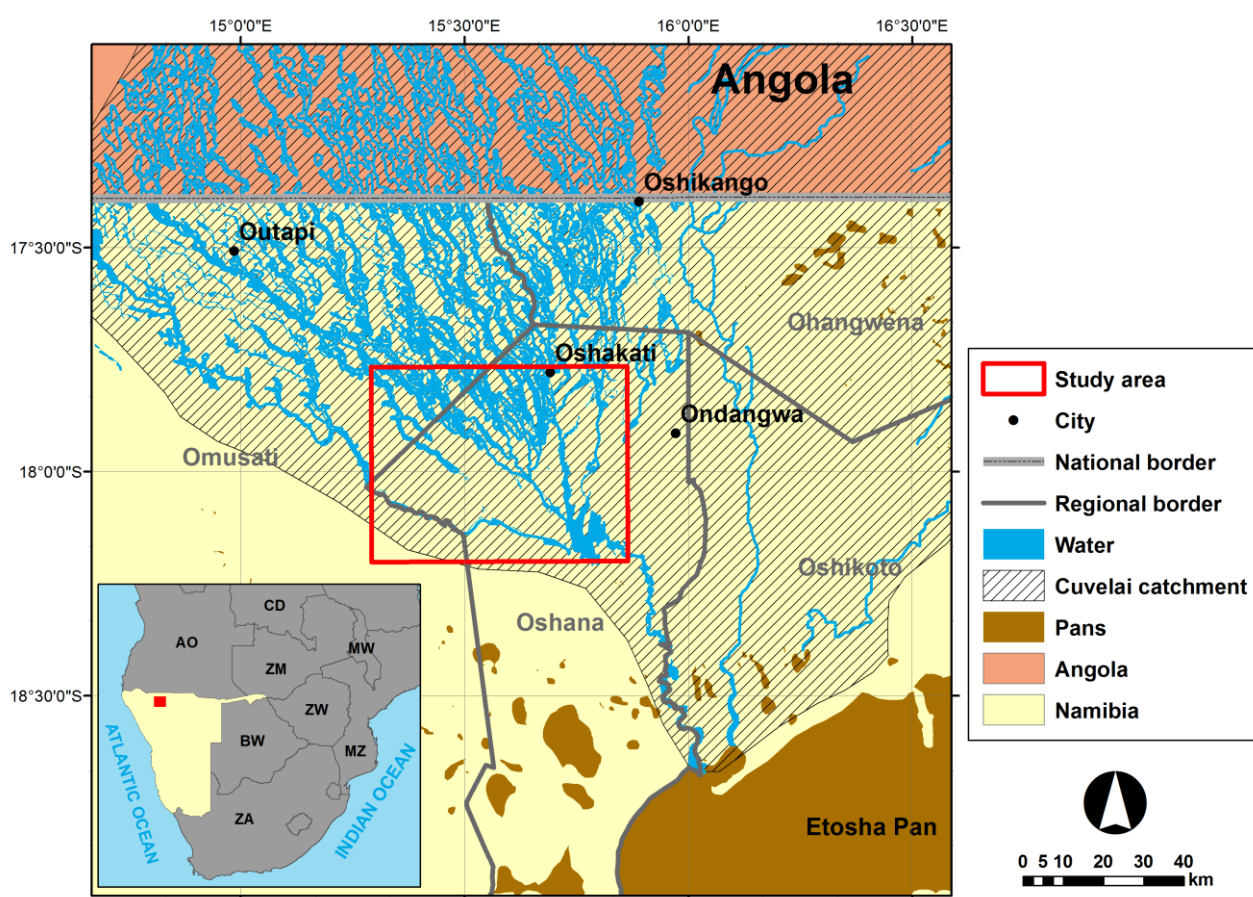 15°0'0"E
15°30'0"E
16°0'0"E
16°30'0"E
Angola
Oshikango
17°30'0"S
Outapi
Ohangwena
Oshakati
Ondangwa
18°0'0"S
Omusati
Oshikoto
Oshana
18°30'0"S
Etosha Pan
CD
AO
MW
ZM
ZW
BW
MZ
ZA
ATLANTIC OCEAN
INDIAN OCEAN
Study area
City
National border
Regional border
Water
Cuvelai catchment
Pans
Angola
Namibia
0 5 10 20 30 40
km